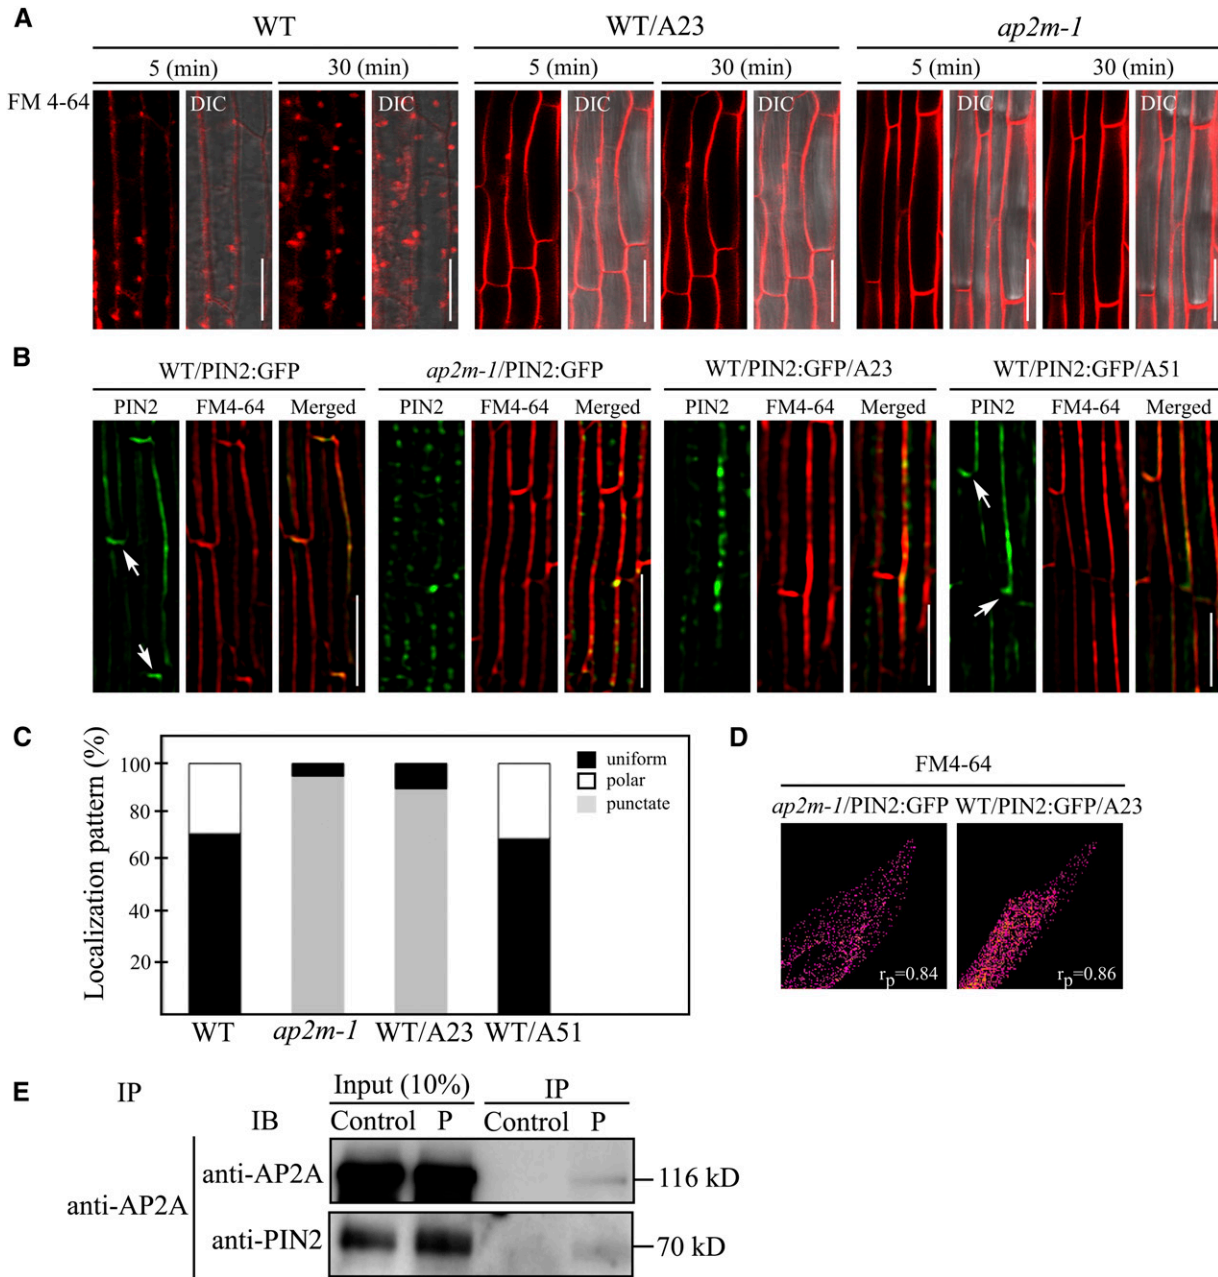 A
WT WT/A23 ap2m-1
5 (min) 30 (min) 5 (min) 30 (min) 5 (min) 30 (min)
FM 4-64 DIC DIC DIC DIC DIC DIC
B
WT/PIN2:GFP ap2m-1/PIN2:GFP WT/PIN2:GFP/A23 WT/PIN2:GFP/A51
PIN2 FM4-64 Merged PIN2 FM4-64 Merged PIN2 FM4-64 Merged PIN2 FM4-64 Merged
C
Localization pattern (%)
100
80
60
40
20
uniform
polar
punctate
WT ap2m-1 WT/A23 WT/A51
D
FM4-64
ap2m-1/PIN2:GFP WT/PIN2:GFP/A23
rp=0.84 rp=0.86
E
IP Input (10%) IP
IB Control P Control P
anti-AP2A anti-AP2A 116 kD
anti-PIN2 70 kD